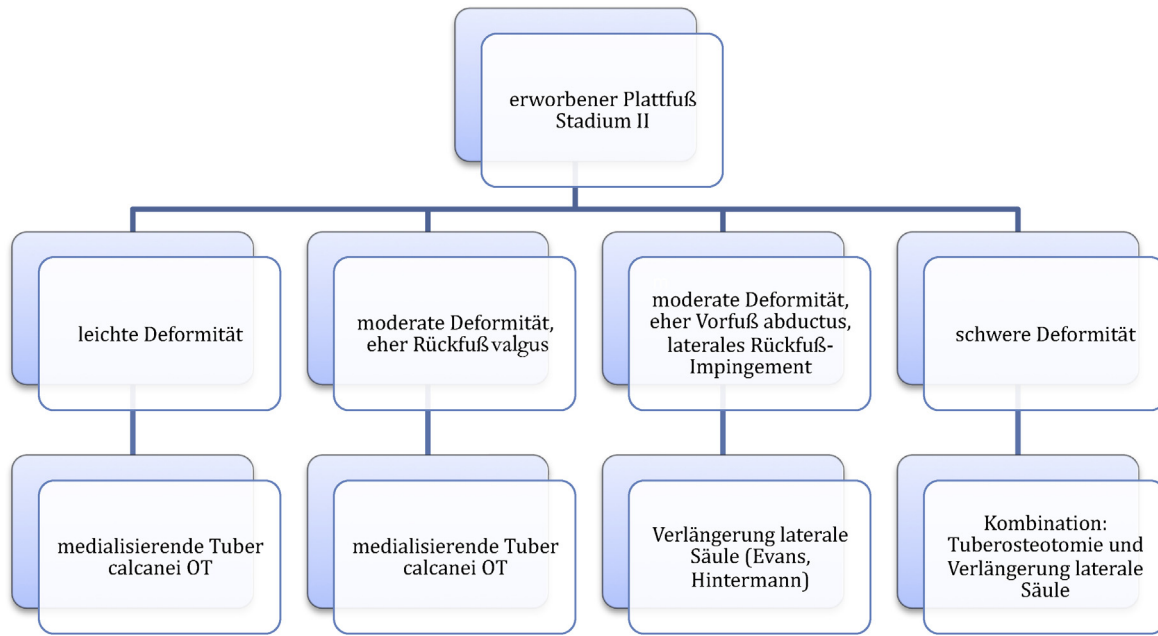 erworbener Plattfuß
Stadium II
leichte Deformität
moderate Deformität,
eher Rückfuß valgus
moderate Deformität,
eher Vorfuß abductus,
laterales Rückfuß-
Impingement
schwere Deformität
medialisierende Tuber
calcanei OT
medialisierende Tuber
calcanei OT
Verlängerung laterale
Säule (Evans,
Hintermann)
Kombination:
Tuberosteotomie und
Verlängerung laterale
Säule